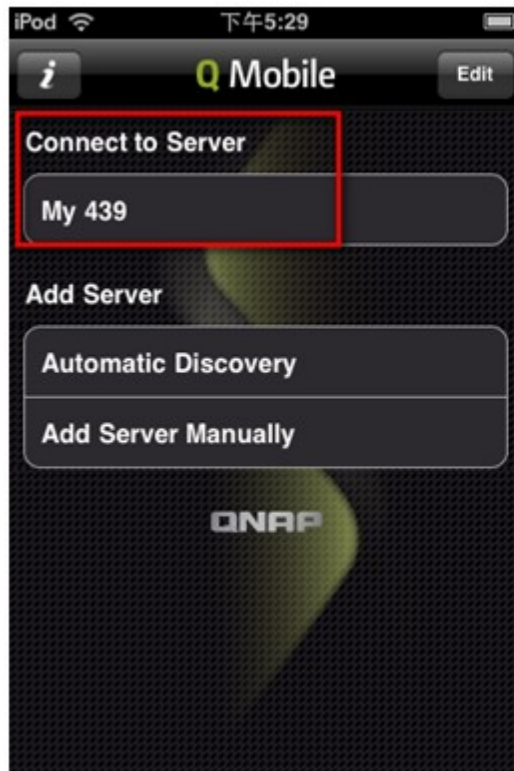 iPod 下午5:29
i Q Mobile Edit
Connect to Server
My 439
Add Server
Automatic Discovery
Add Server Manually
QNAP